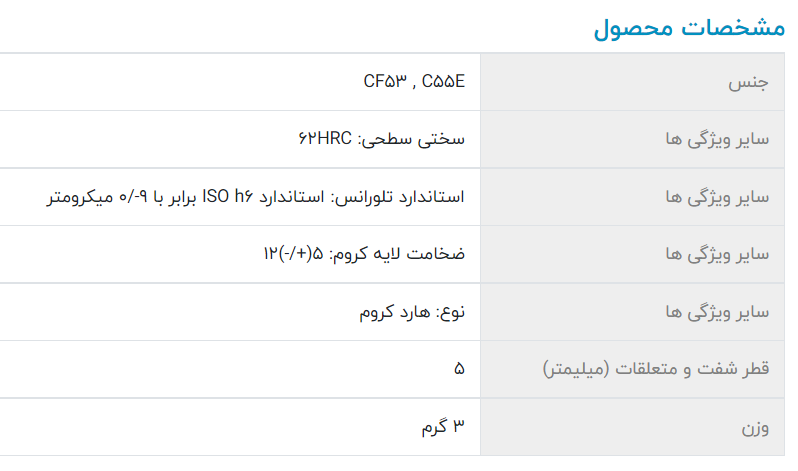 مشخصات محصول
جنس CF۵۳ , C۵۵E
سایر ویژگی ها سختی سطحی: ۶۲HRC
سایر ویژگی ها استاندارد تلورانس: استاندارد ISO h۶ برابر با ۹-/۰ میکرومتر
سایر ویژگی ها ضخامت لایه کروم: ۵(+/-)۱۲
سایر ویژگی ها نوع: هارد کروم
قطر شفت و متعلقات (میلیمتر) ۵
وزن ۳ گرم